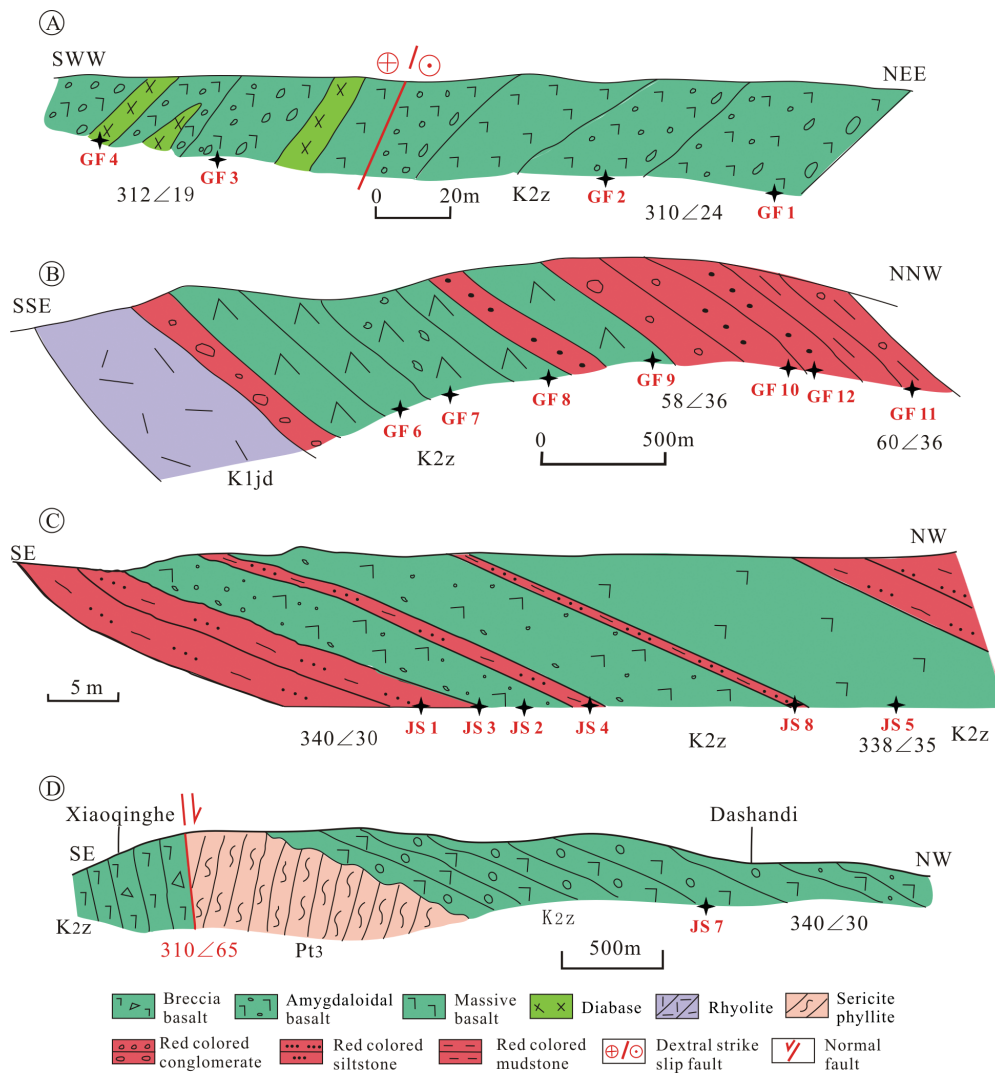 A
SWW
NEE
GF 4
GF 3
GF 2
GF 1
312∠19
0 20m
K2z
310∠24
B
SSE
NNW
GF 6
GF 7
GF 8
GF 9
GF 10
GF 12
GF 11
58∠36
60∠36
K1jd
K2z
0 500m
C
SE
NW
5 m
JS 1
JS 3
JS 2
JS 4
JS 8
JS 5
340∠30
K2z
338∠35
K2z
D
Xiaoqinghe
Dashandi
SE
NW
K2z
310∠65
Pt3
K2z
500m
JS 7
340∠30
Breccia basalt
Amygdaloidal basalt
Massive basalt
Diabase
Rhyolite
Sericite phyllite
Red colored conglomerate
Red colored siltstone
Red colored mudstone
Dextral strike slip fault
Normal fault